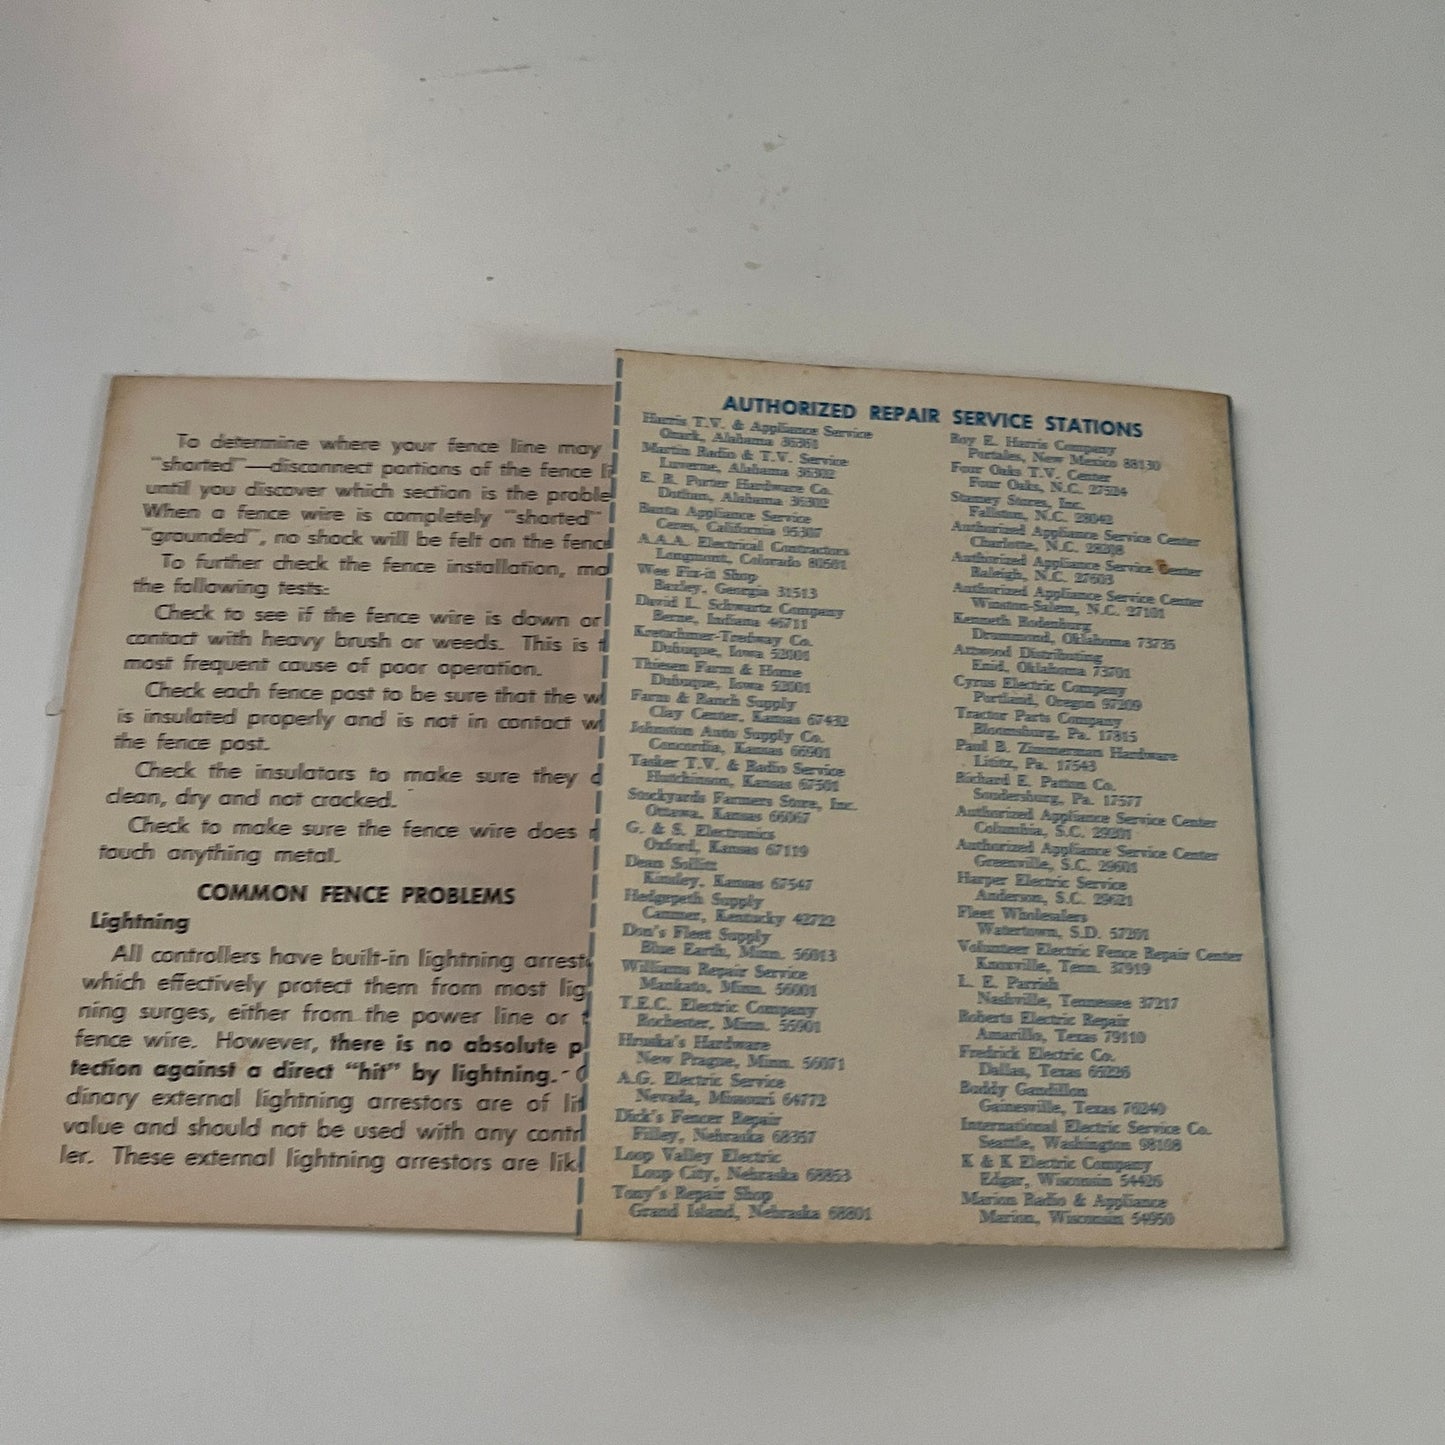 To determine where your fence line may
"shorted"—disconnect portions of the fence li
until you discover which section is the proble
When a fence wire is completely "shorted"
"grounded", no shock will be felt on the fenc
To further check the fence installation, ma
the following tests:
Check to see if the fence wire is down or
contact with heavy brush or weeds. This is t
most frequent cause of poor operation.
Check each fence post to be sure that the w
is insulated properly and is not in contact w
the fence post.
Check the insulators to make sure they a
clean, dry and not cracked.
Check to make sure the fence wire does n
touch anything metal.
COMMON FENCE PROBLEMS
Lightning
All controllers have built-in lightning arrest
which effectively protect them from most lig
ning surges, either from the power line or t
fence wire. However, there is no absolute p
tection against a direct "hit" by lightning. O
dinary external lightning arrestors are of lit
value and should not be used with any contr
ler. These external lightning arrestors are lik
AUTHORIZED REPAIR SERVICE STATIONS
Harris T.V. & Appliance Service
Ozark, Alabama 36361
Martin Radio & T.V. Service
Luverne, Alabama 36302
E. R. Porter Hardware Co.
Dothan, Alabama 36302
Banta Appliance Service
Ceres, California 95307
A.A.A. Electrical Contractors
Longmont, Colorado 80501
Wee Fix-it Shop
Baxley, Georgia 31513
David L. Schwartz Company
Berne, Indiana 46711
Kretschmer-Tredway Co.
Dubuque, Iowa 52001
Thiesen Farm & Home
Dubuque, Iowa 52001
Farm & Ranch Supply
Clay Center, Kansas 67432
Johnston Auto Supply Co.
Concordia, Kansas 66901
Tasker T.V. & Radio Service
Hutchinson, Kansas 67501
Stockyards Farmers Store, Inc.
Ottawa, Kansas 66067
G. & S. Electronics
Oxford, Kansas 67119
Dean Sollitt
Kinsley, Kansas 67547
Hedgepeth Supply
Canmer, Kentucky 42722
Don's Fleet Supply
Blue Earth, Minn. 56013
Williams Repair Service
Mankato, Minn. 56001
T.E.C. Electric Company
Rochester, Minn. 55901
Hruska's Hardware
New Prague, Minn. 56071
A.G. Electric Service
Nevada, Missouri 64772
Dick's Fencer Repair
Filley, Nebraska 68357
Loup Valley Electric
Loup City, Nebraska 68853
Tony's Repair Shop
Grand Island, Nebraska 68801
Roy E. Harris Company
Portales, New Mexico 88130
Four Oaks T.V. Center
Four Oaks, N.C. 27524
Stamey Stores, Inc.
Fallston, N.C. 28042
Authorized Appliance Service Center
Charlotte, N.C. 28208
Authorized Appliance Service Center
Raleigh, N.C. 27603
Authorized Appliance Service Center
Winston-Salem, N.C. 27101
Kenneth Rodenburg
Drummond, Oklahoma 73735
Attwood Distributing
Enid, Oklahoma 73701
Cyrus Electric Company
Portland, Oregon 97209
Tractor Parts Company
Bloomsburg, Pa. 17815
Paul B. Zimmerman Hardware
Lititz, Pa. 17543
Richard E. Patton Co.
Soudersburg, Pa. 17577
Authorized Appliance Service Center
Columbia, S.C. 29201
Authorized Appliance Service Center
Greenville, S.C. 29601
Harper Electric Service
Anderson, S.C. 29621
Fleet Wholesalers
Watertown, S.D. 57201
Volunteer Electric Fence Repair Center
Knoxville, Tenn. 37919
L. E. Parrish
Nashville, Tennessee 37217
Roberts Electric Repair
Amarillo, Texas 79110
Fredrick Electric Co.
Dallas, Texas 65226
Buddy Gandillon
Gainesville, Texas 76240
International Electric Service Co.
Seattle, Washington 98108
K & K Electric Company
Edgar, Wisconsin 54426
Marion Radio & Appliance
Marion, Wisconsin 54950